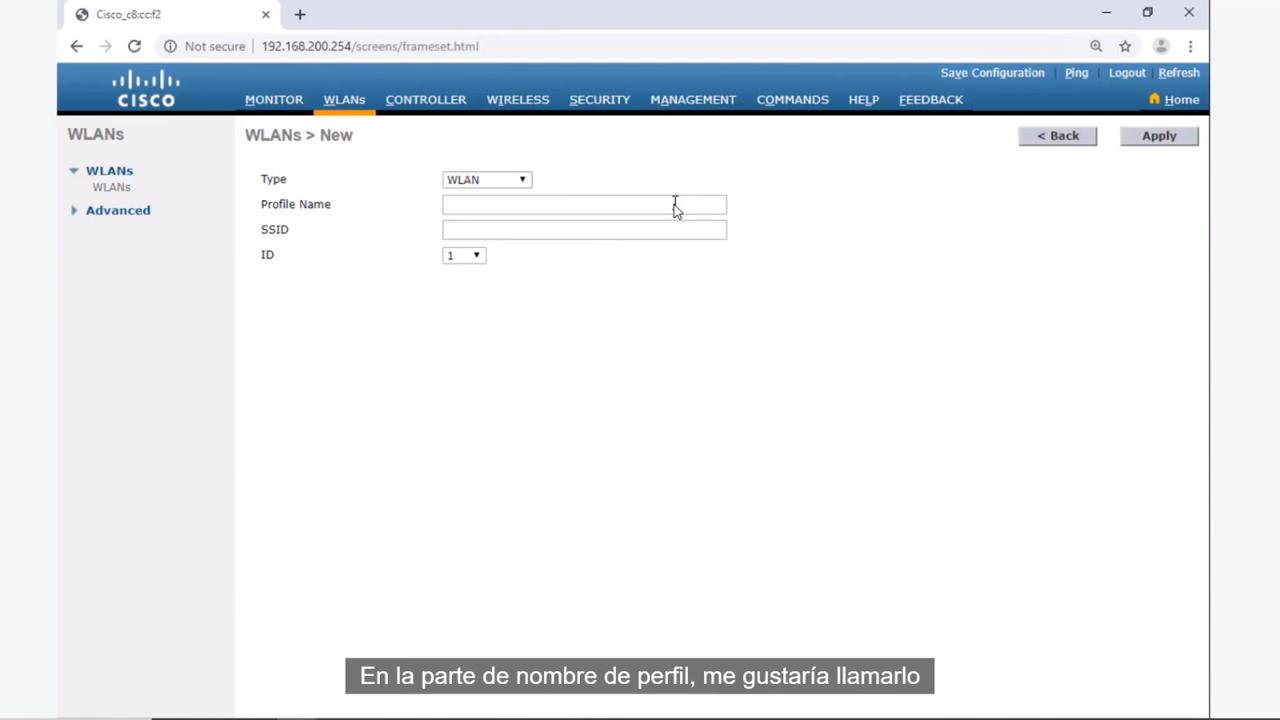 Cisco_c8:cc:f2
Not secure 192.168.200.254/screens/frameset.html
Save Configuration Ping Logout Refresh
CISCO MONITOR WLANs CONTROLLER WIRELESS SECURITY MANAGEMENT COMMANDS HELP FEEDBACK Home
WLANs
WLANs
WLANs
Advanced
WLANs > New
< Back Apply
Type WLAN
Profile Name
SSID
ID 1
En la parte de nombre de perfil, me gustaría llamarlo